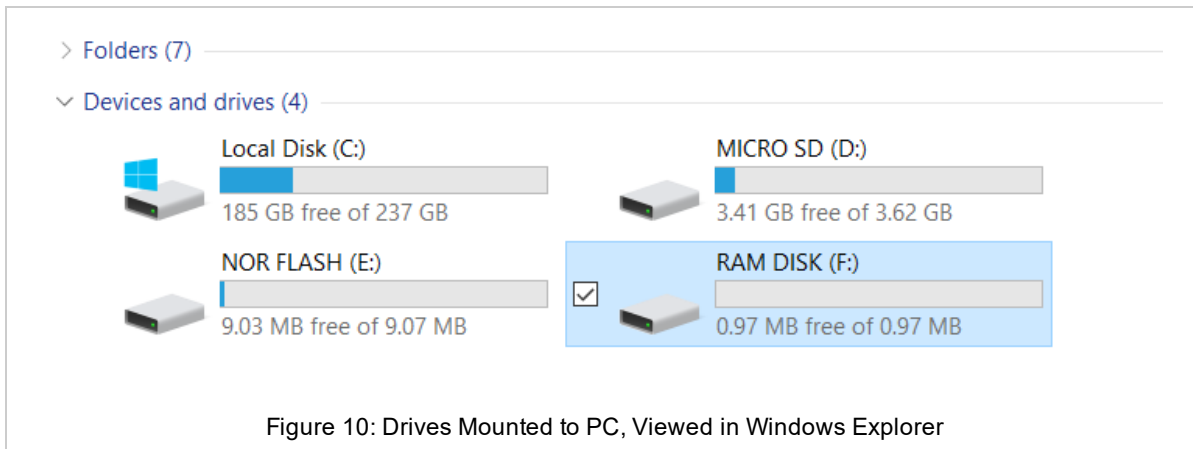 Folders (7)
Devices and drives (4)
Local Disk (C:)
185 GB free of 237 GB
MICRO SD (D:)
3.41 GB free of 3.62 GB
NOR FLASH (E:)
9.03 MB free of 9.07 MB
RAM DISK (F:)
0.97 MB free of 0.97 MB
Figure 10: Drives Mounted to PC, Viewed in Windows Explorer